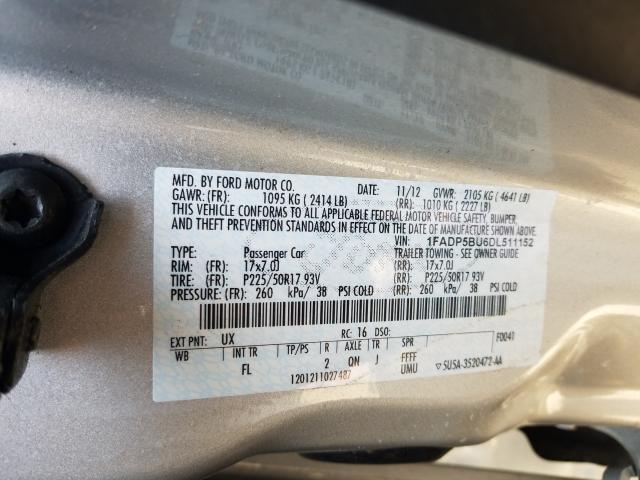 MFD. BY FORD MOTOR CO.
DATE: 11/12 GVWR: 2105 KG ( 4641 LB)
GAWR: (FR): 1095 KG ( 2414 LB) (RR): 1010 KG ( 2227 LB)
THIS VEHICLE CONFORMS TO ALL APPLICABLE FEDERAL MOTOR VEHICLE SAFETY, BUMPER,
AND THEFT PREVENTION STANDARDS IN EFFECT ON THE DATE OF MANUFACTURE SHOWN ABOVE.
VIN: 1FADP5BU6DL511152
TYPE: Passenger Car TRAILER TOWING - SEE OWNER GUIDE
RIM: (FR) 17x7.0J (RR): 17x7.0J
TIRE: (FR) P225/50R17 93V (RR): P225/50R17 93V
PRESSURE: (FR) 260 kPa/ 38 PSI COLD (RR): 260 kPa/ 38 PSI COLD
EXT PNT: UX RC: 16 DSO: F0041
WB INT TR TP/PS R AXLE TR SPR
FL 2 QN J FFFF
UMU
1201211027487
▽5U5A-3520472-AA